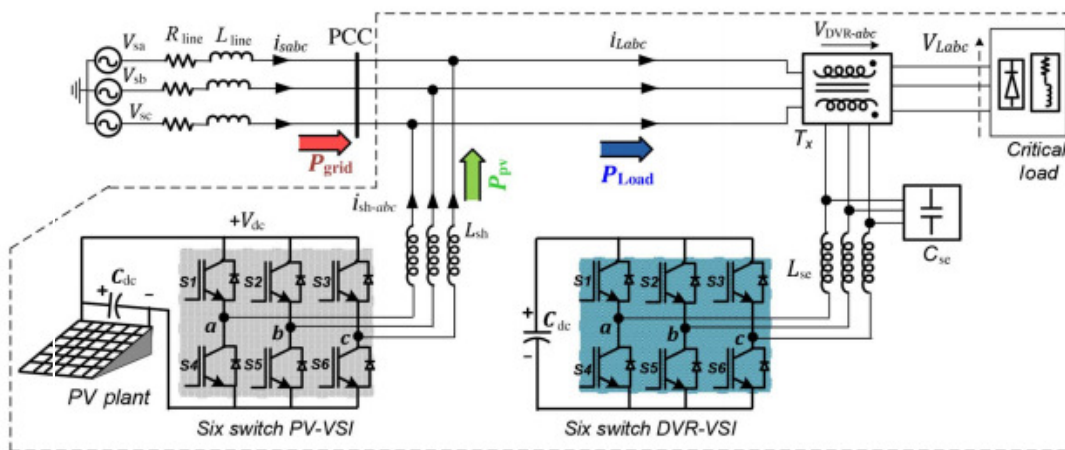 V_sa R_line L_line i_sabc PCC i_Labc V_DVR-abc V_Labc
V_sb
V_sc
P_grid P_pv P_Load T_x Critical load
i_sh-abc L_sh
+V_dc
C_dc
+ −
S1 S2 S3
a b c
S4 S5 S6
PV plant
Six switch PV-VSI
+
C_dc
−
S1 S2 S3
a b c
S4 S5 S6
Six switch DVR-VSI
L_se
C_se